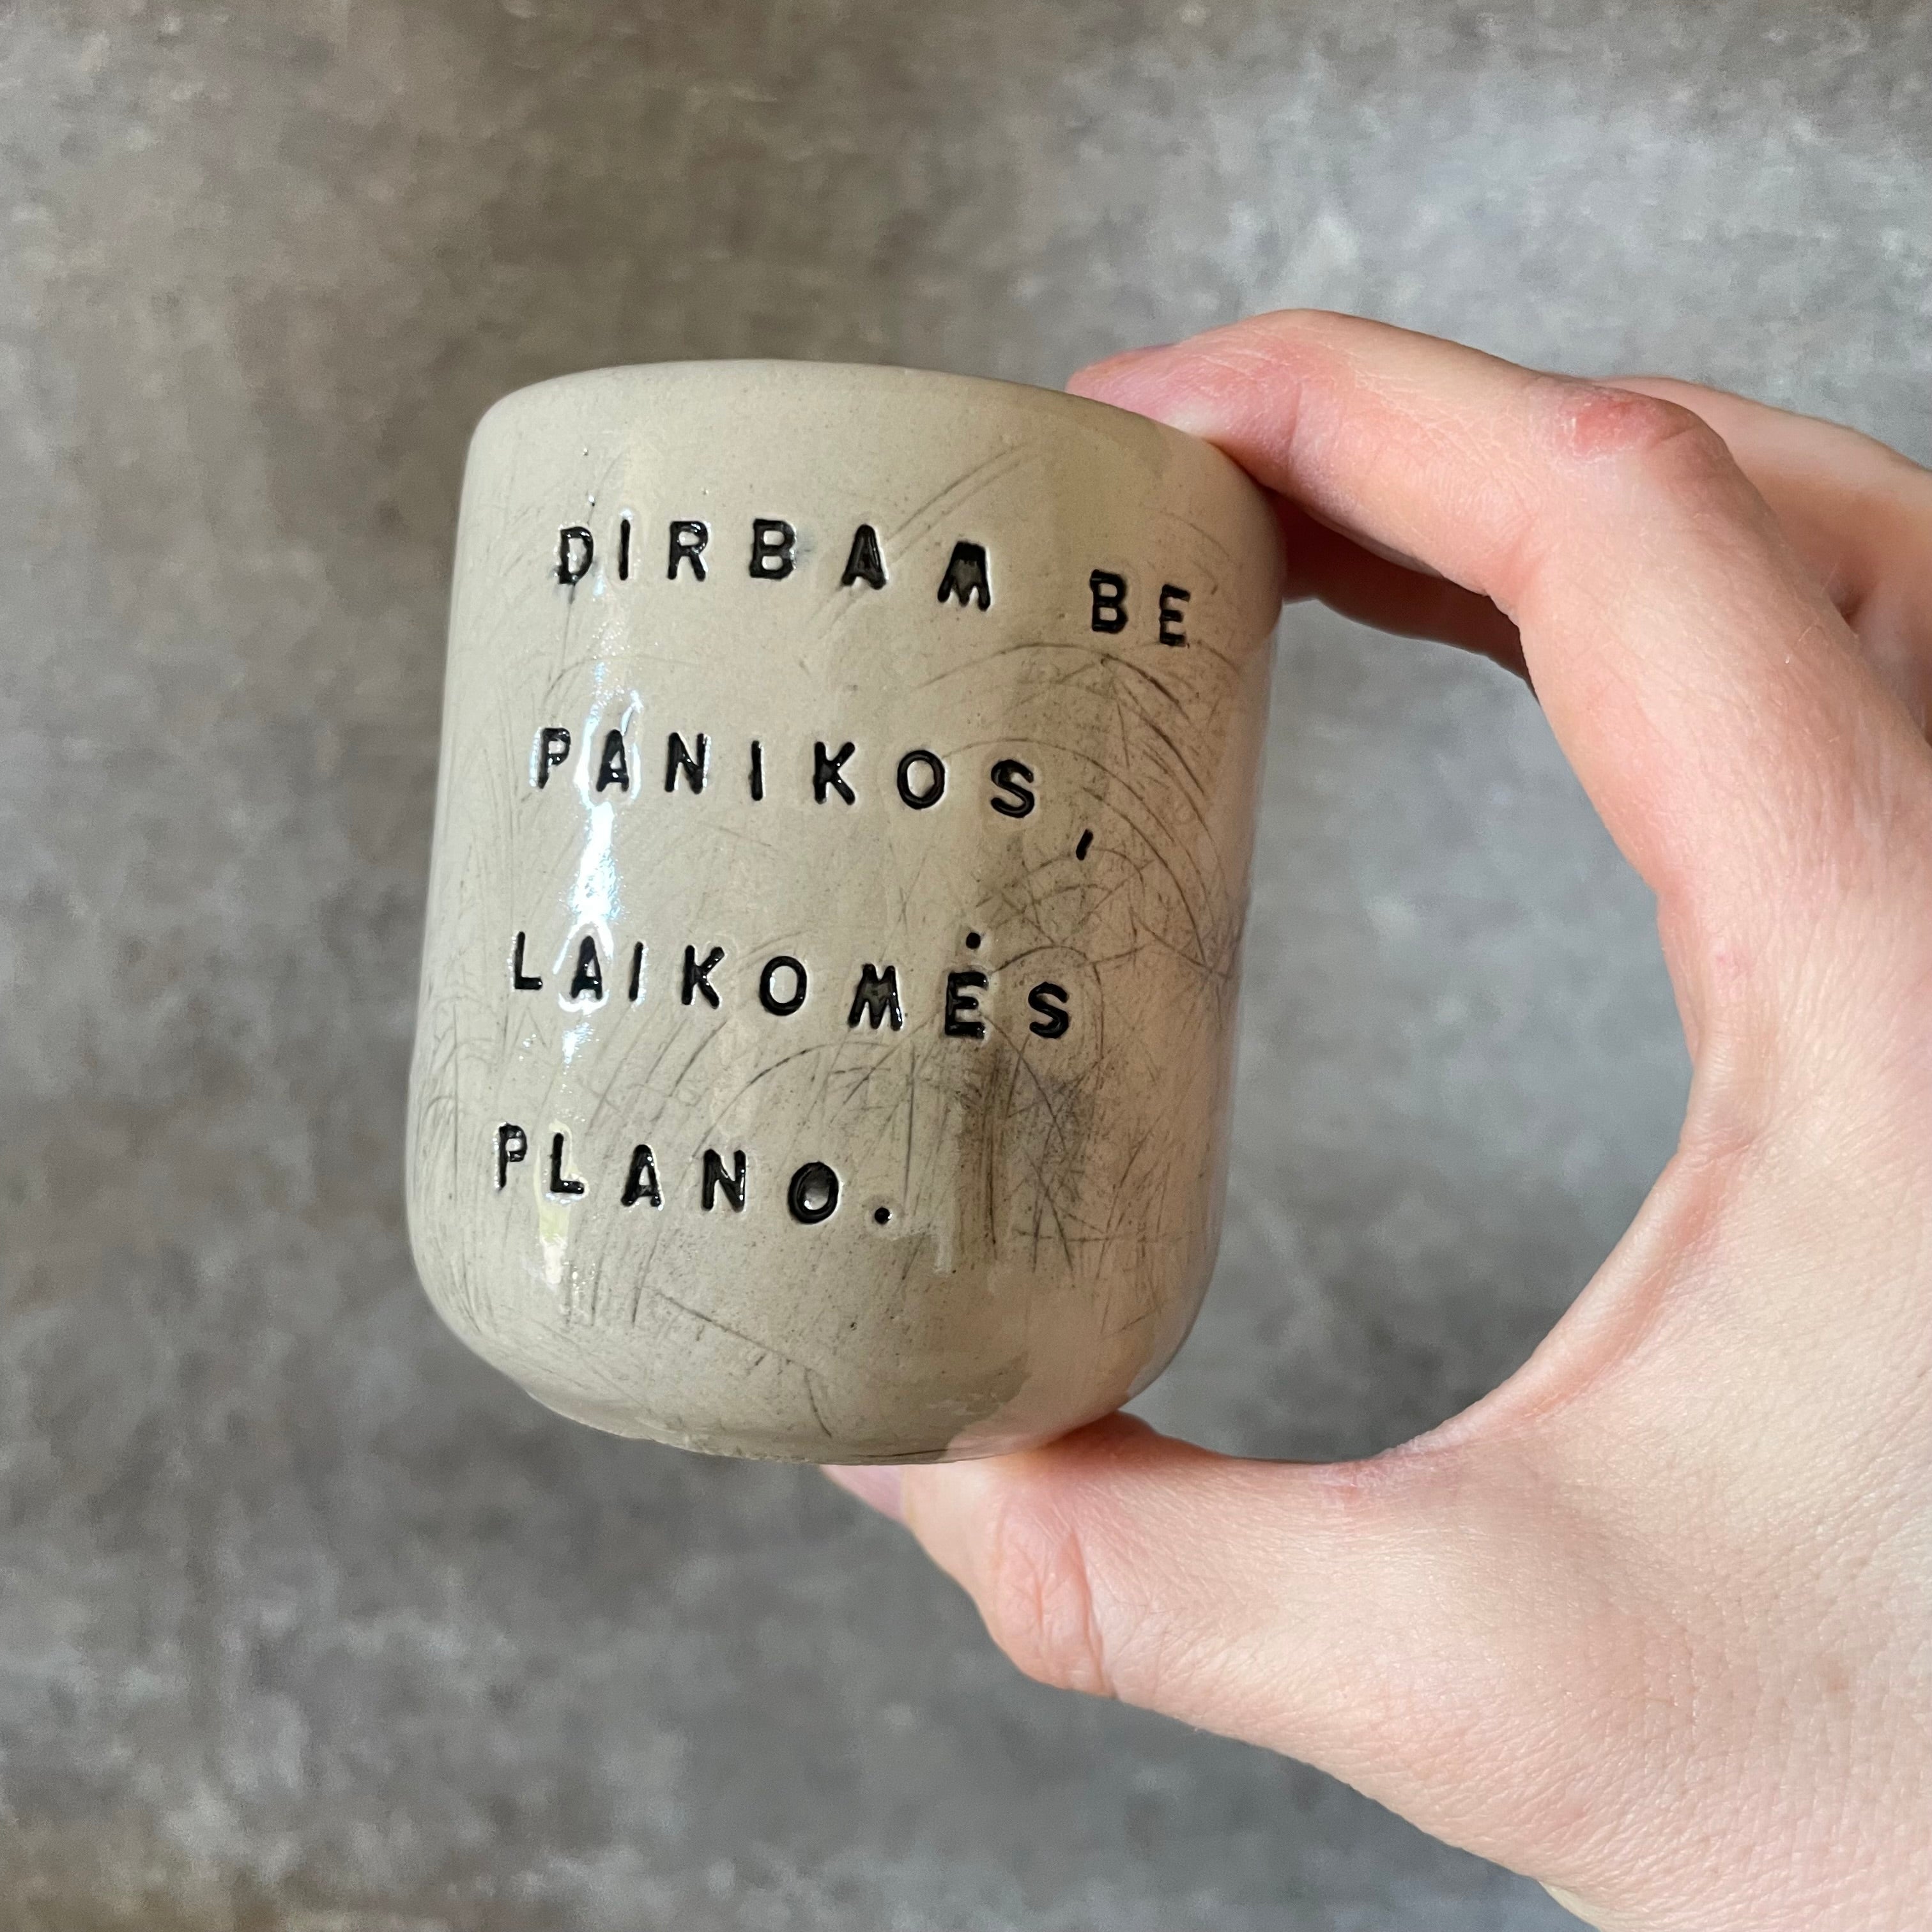 DIRBAM BE
PANIKOS,
LAIKOMĖS
PLANO.